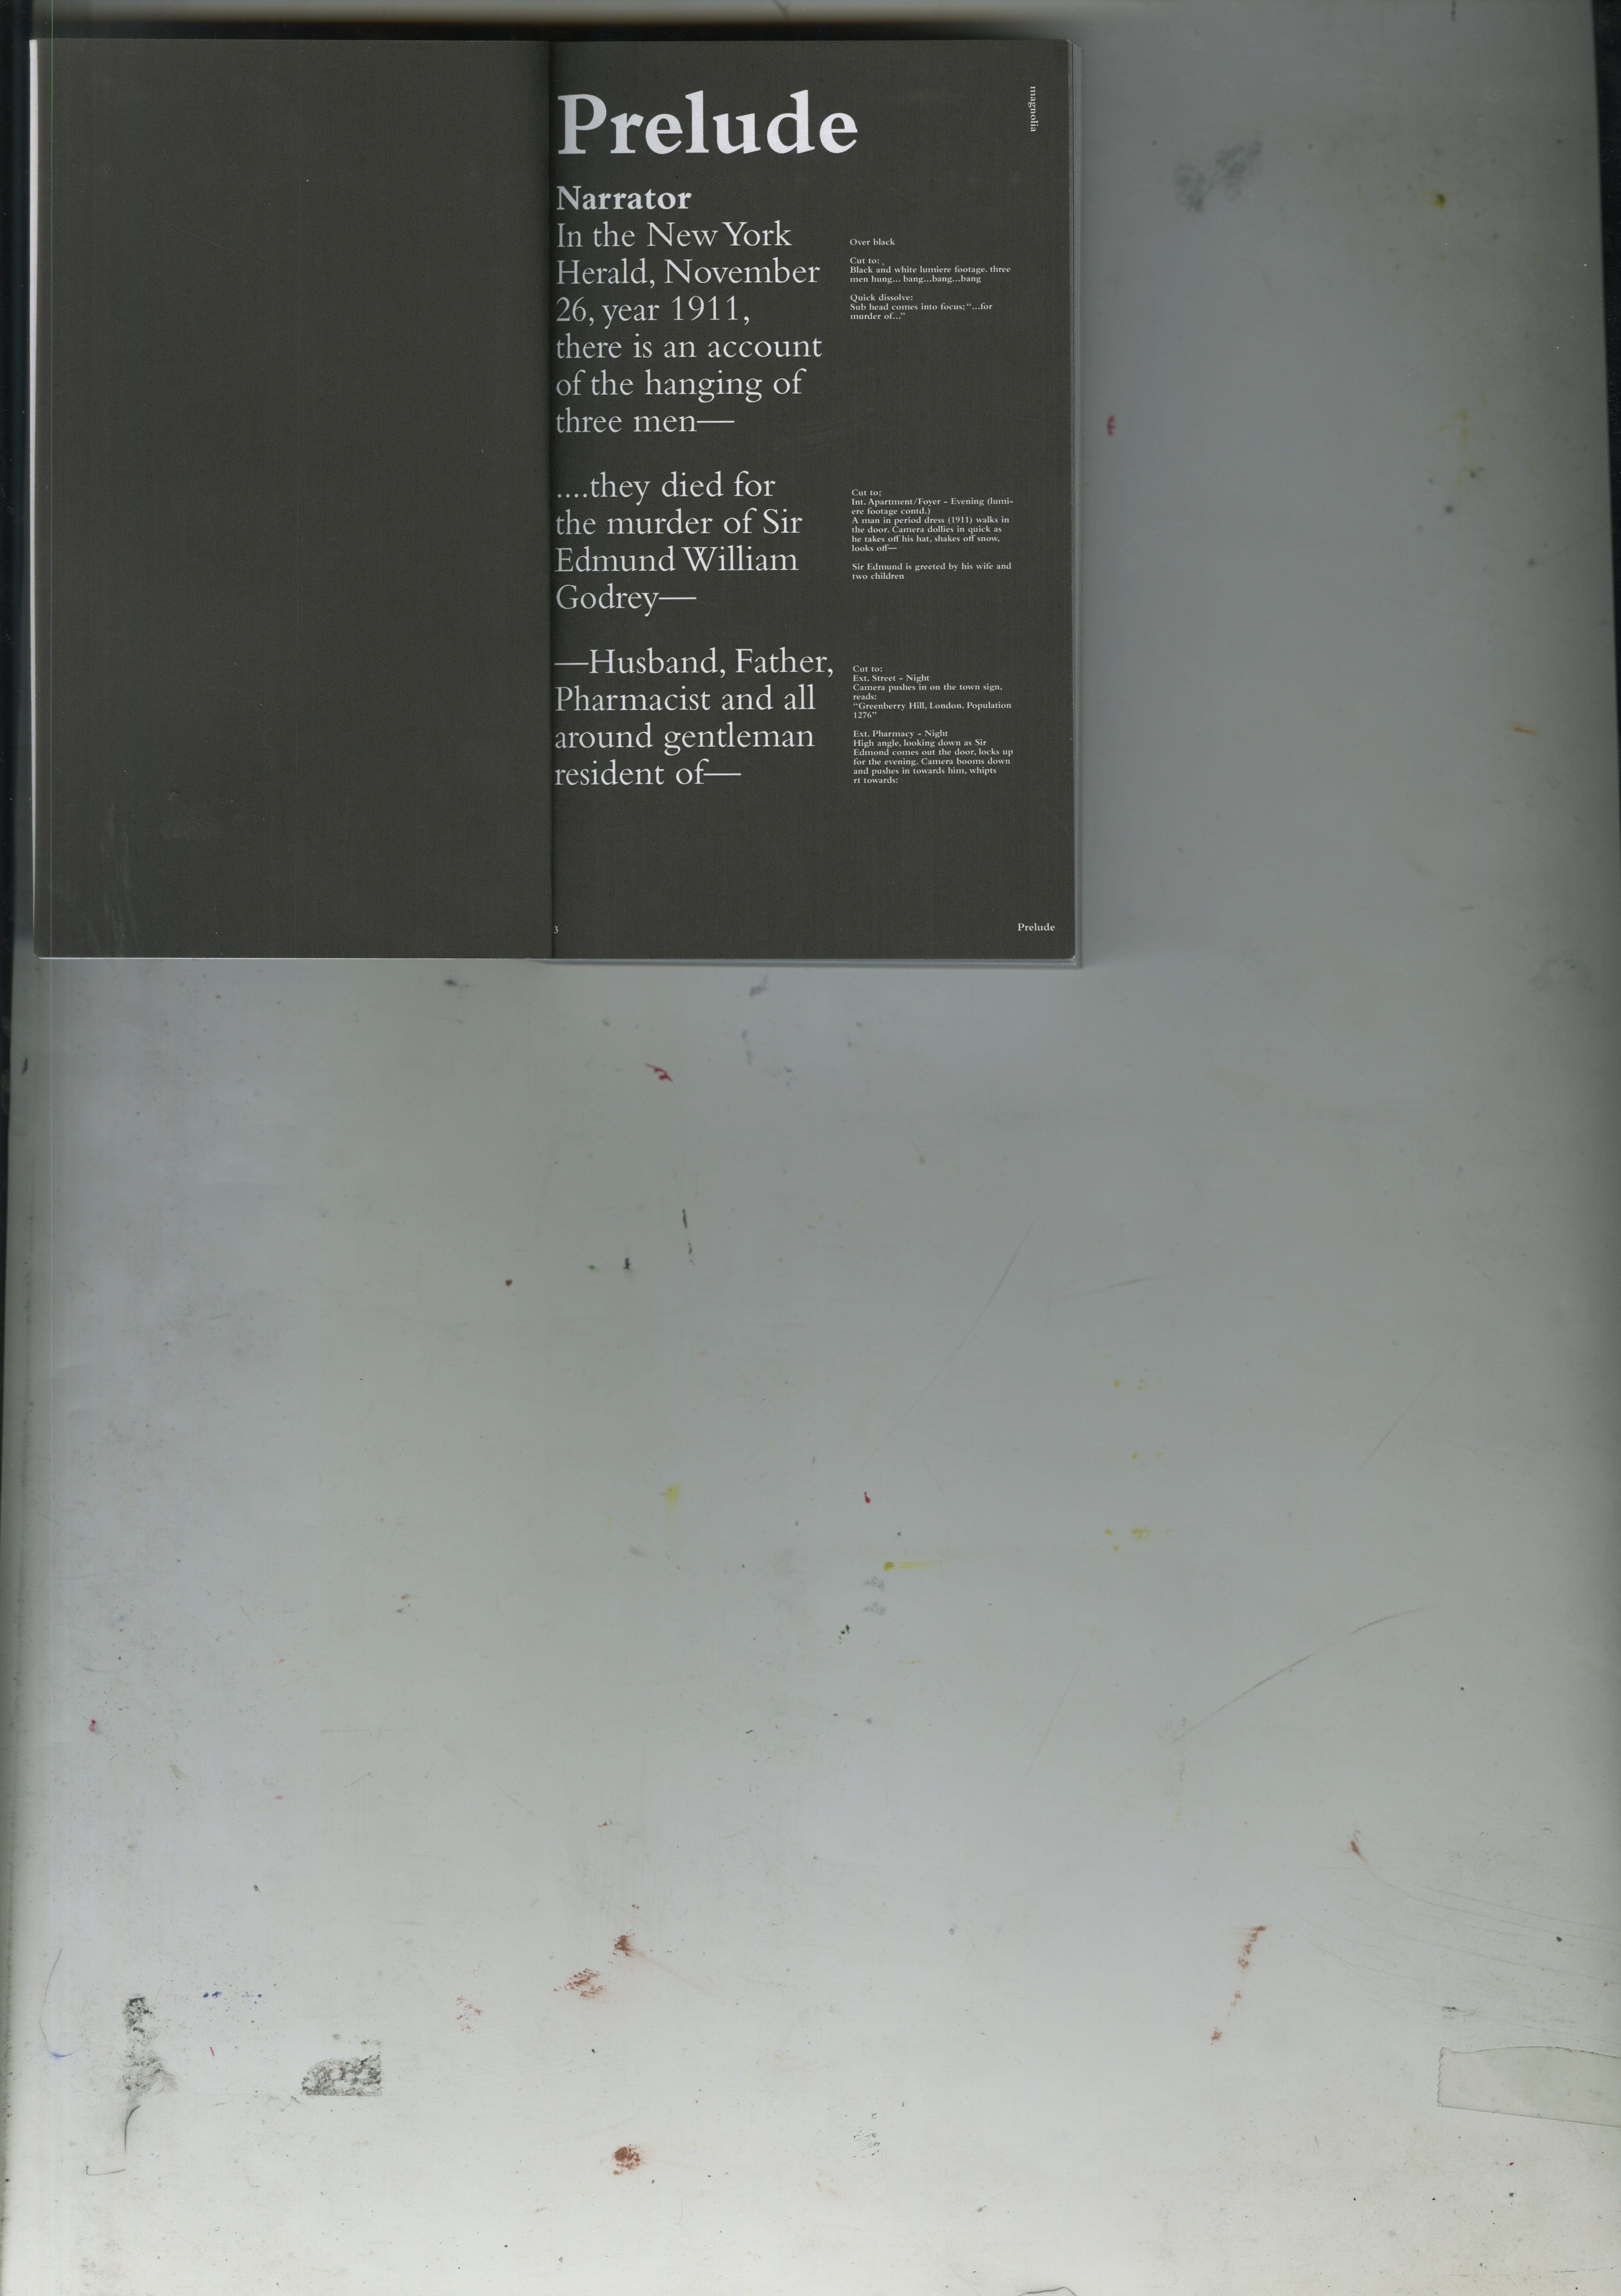 Prelude
magnolia
Narrator
In the New York
Herald, November
26, year 1911,
there is an account
of the hanging of
three men—
Over black
Cut to:
Black and white lumiere footage. three
men hung... bang...bang...bang
Quick dissolve:
Sub head comes into focus; “...for
murder of...”
....they died for
the murder of Sir
Edmund William
Godrey—
Cut to:
Int. Apartment/Foyer - Evening (lumi-
ere footage contd.)
A man in period dress (1911) walks in
the door. Camera dollies in quick as
he takes off his hat, shakes off snow,
looks off—
Sir Edmund is greeted by his wife and
two children
—Husband, Father,
Pharmacist and all
around gentleman
resident of—
Cut to:
Ext. Street - Night
Camera pushes in on the town sign,
reads:
“Greenberry Hill, London. Population
1276”
Ext. Pharmacy - Night
High angle, looking down as Sir
Edmond comes out the door, locks up
for the evening. Camera booms down
and pushes in towards him, whipts
rt towards:
3
Prelude